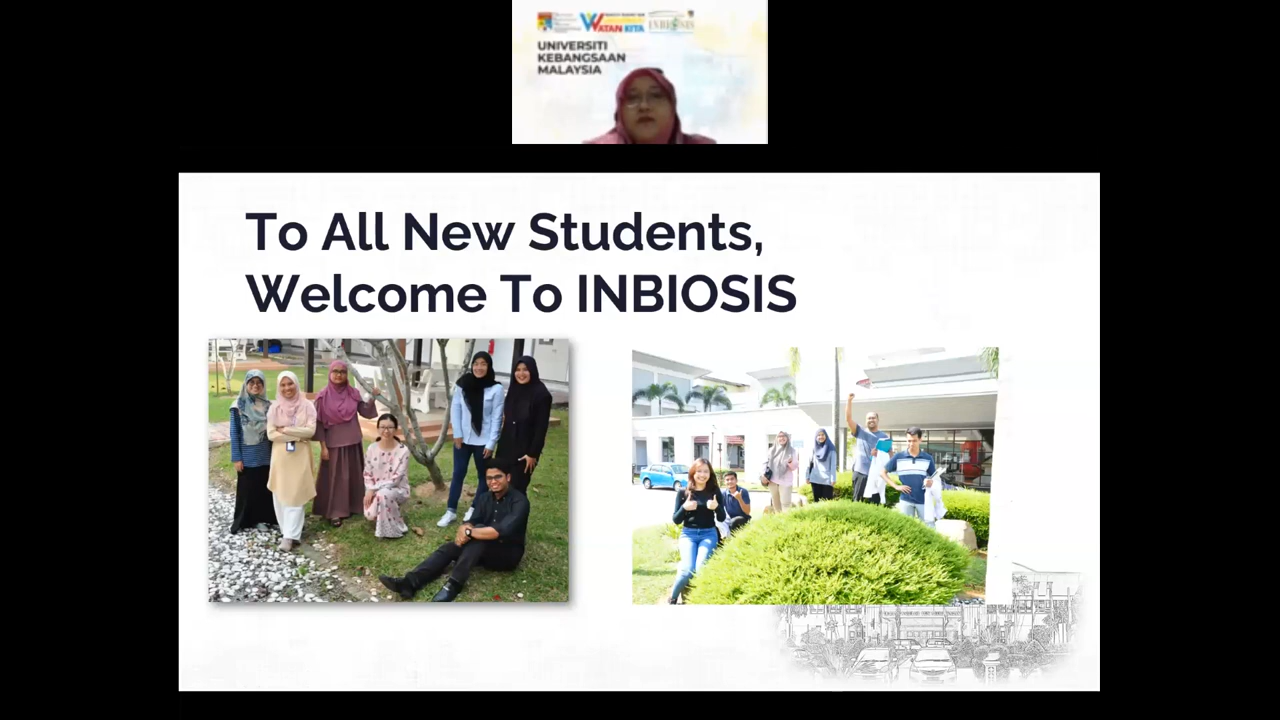 WATAN KITA
INBIOSIS
UNIVERSITI
KEBANGSAAN
MALAYSIA
To All New Students,
Welcome To INBIOSIS